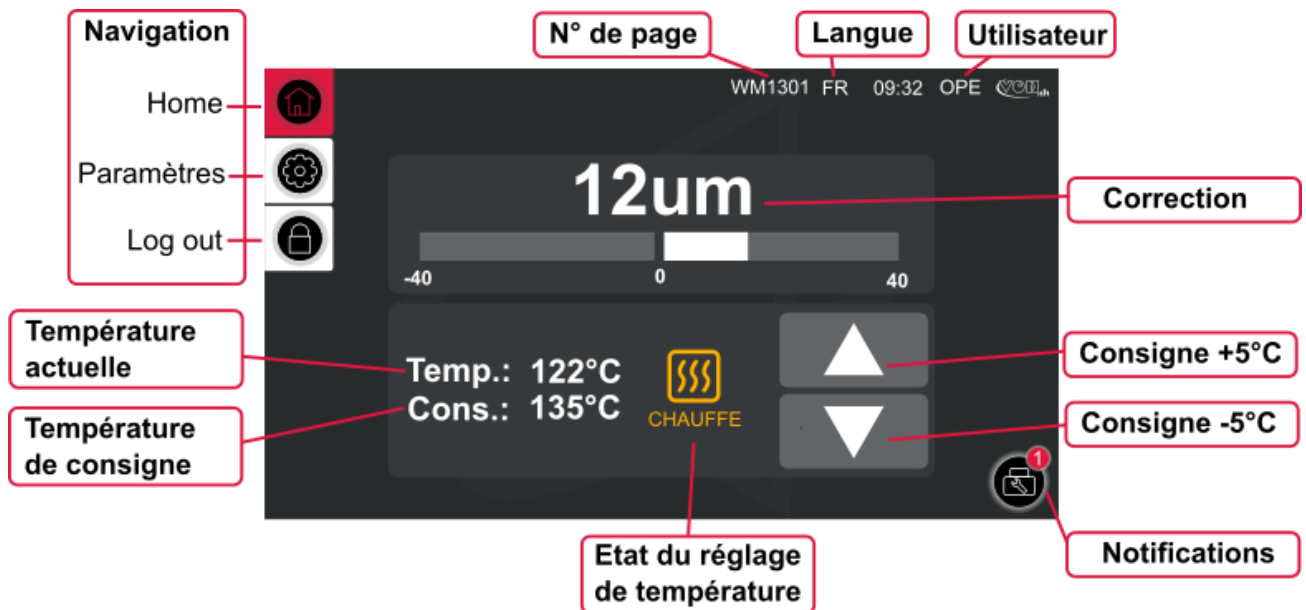 Navigation
Home
Paramètres
Log out
N° de page
Langue
Utilisateur
WM1301 FR 09:32 OPE
12um
Correction
-40 0 40
Température
actuelle
Température
de consigne
Temp.: 122°C
Cons.: 135°C
CHAUFFE
Consigne +5°C
Consigne -5°C
1
Notifications
Etat du réglage
de température